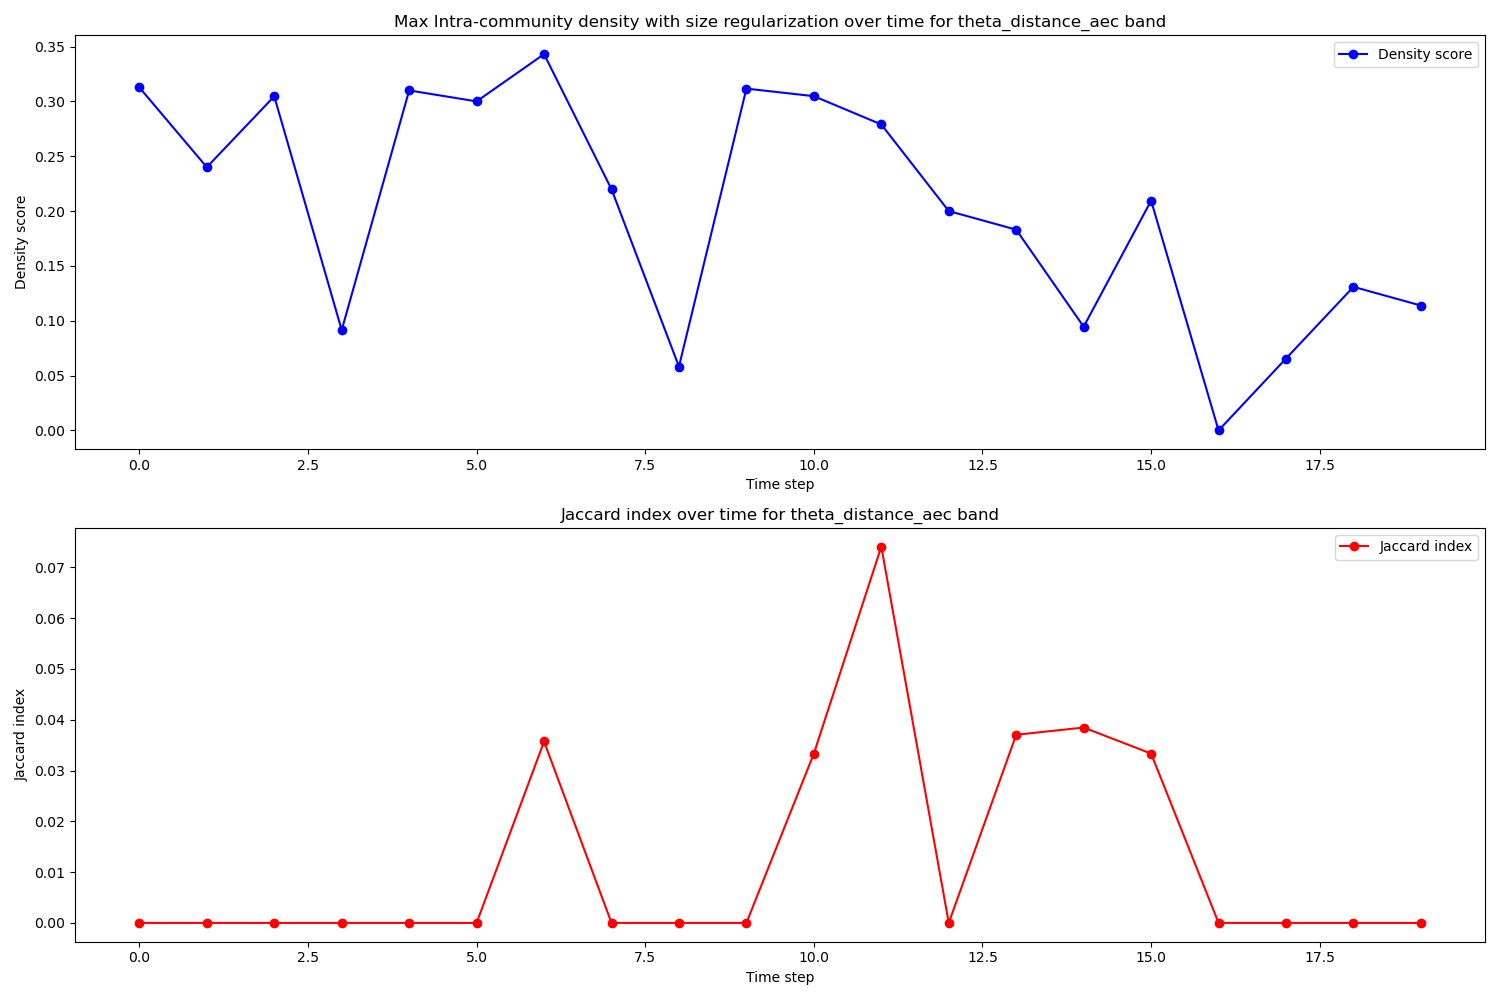 Max Intra-community density with size regularization over time for theta_distance_aec band
Density score
0.35
0.30
0.25
0.20
0.15
0.10
0.05
0.00
Density score
0.0 2.5 5.0 7.5 10.0 12.5 15.0 17.5
Time step
Jaccard index over time for theta_distance_aec band
Jaccard index
0.07
0.06
0.05
0.04
0.03
0.02
0.01
0.00
Jaccard index
0.0 2.5 5.0 7.5 10.0 12.5 15.0 17.5
Time step